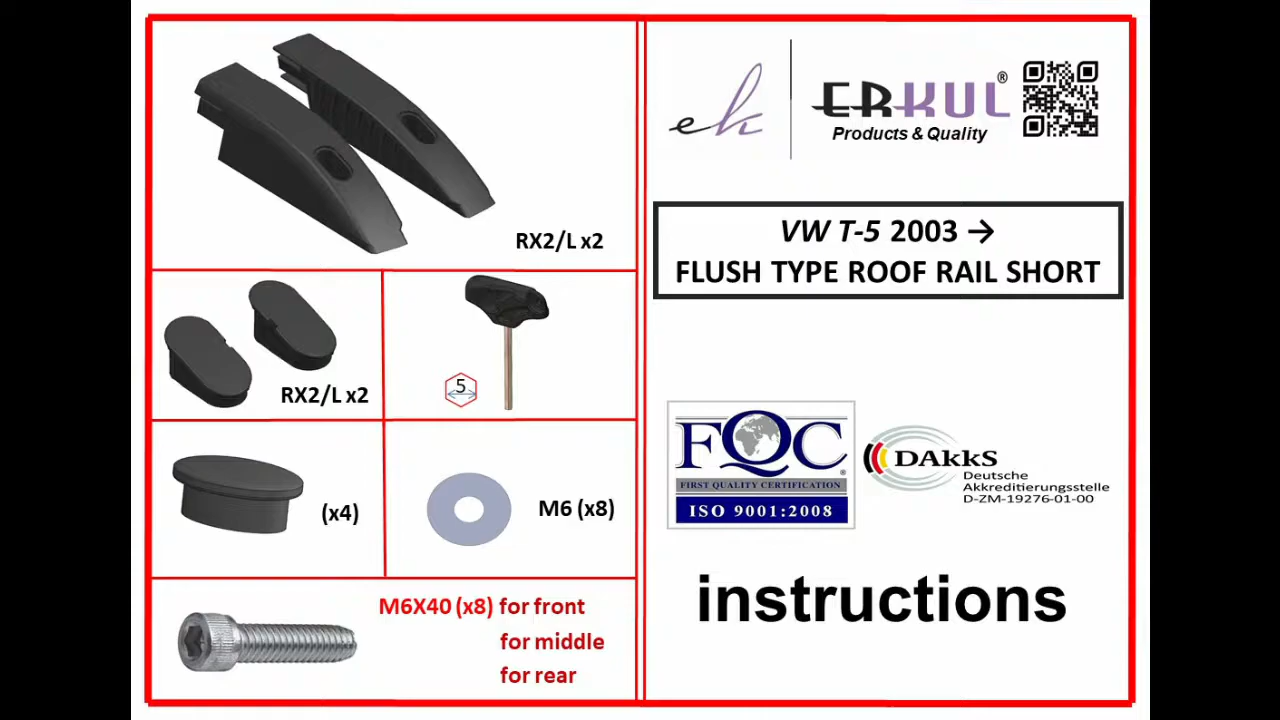 RX2/L x2
RX2/L x2
5
(x4)
M6 (x8)
M6X40 (x8) for front
for middle
for rear
ek
ERKUL®
Products & Quality
VW T-5 2003 →
FLUSH TYPE ROOF RAIL SHORT
FQC®
FIRST QUALITY CERTIFICATION
ISO 9001:2008
DAkkS
Deutsche
Akkreditierungsstelle
D-ZM-19276-01-00
instructions